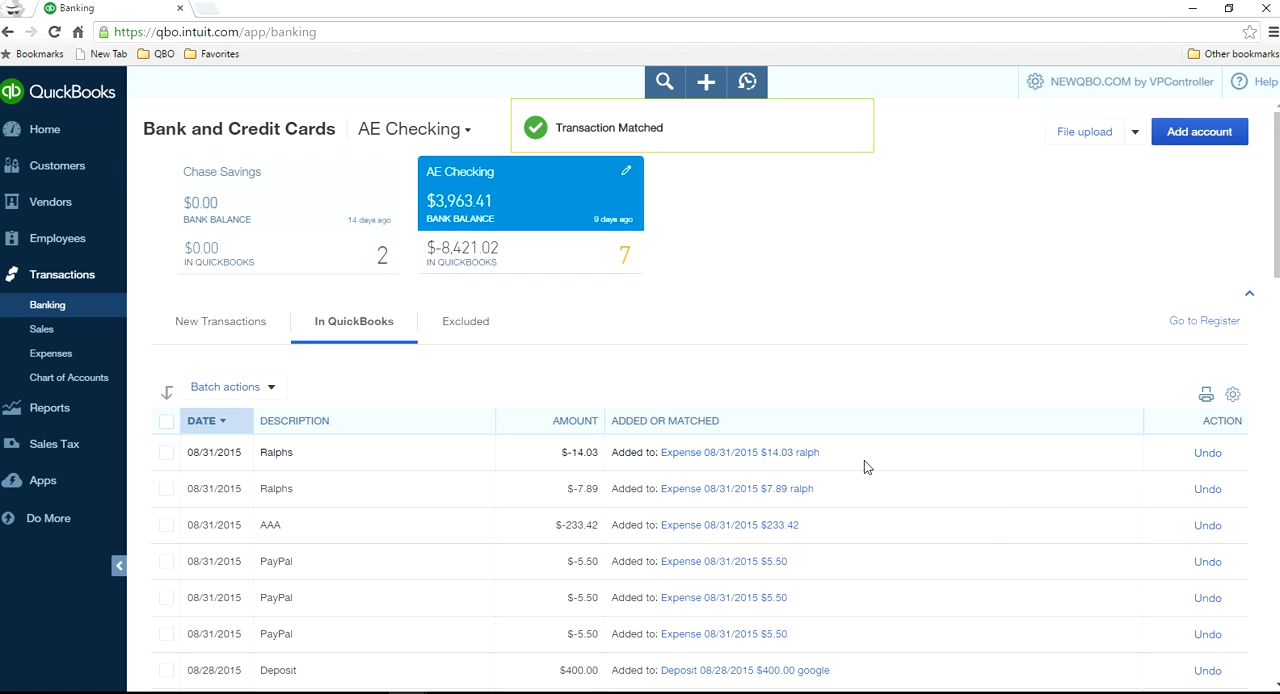 Banking
https://qbo.intuit.com/app/banking
Bookmarks New Tab QBO Favorites Other bookmarks
qb QuickBooks
NEWQBO.COM by VPController Help
Home
Customers
Vendors
Employees
Transactions
Banking
Sales
Expenses
Chart of Accounts
Reports
Sales Tax
Apps
Do More
Bank and Credit Cards AE Checking
Transaction Matched
File upload Add account
Chase Savings
$0.00
BANK BALANCE 14 days ago
$0.00
IN QUICKBOOKS 2
AE Checking
$3,963.41
BANK BALANCE 9 days ago
$-8,421.02
IN QUICKBOOKS 7
New Transactions In QuickBooks Excluded Go to Register
Batch actions
DATE DESCRIPTION AMOUNT ADDED OR MATCHED ACTION
08/31/2015 Ralphs $-14.03 Added to: Expense 08/31/2015 $14.03 ralph Undo
08/31/2015 Ralphs $-7.89 Added to: Expense 08/31/2015 $7.89 ralph Undo
08/31/2015 AAA $-233.42 Added to: Expense 08/31/2015 $233.42 Undo
08/31/2015 PayPal $-5.50 Added to: Expense 08/31/2015 $5.50 Undo
08/31/2015 PayPal $-5.50 Added to: Expense 08/31/2015 $5.50 Undo
08/31/2015 PayPal $-5.50 Added to: Expense 08/31/2015 $5.50 Undo
08/28/2015 Deposit $400.00 Added to: Deposit 08/28/2015 $400.00 google Undo